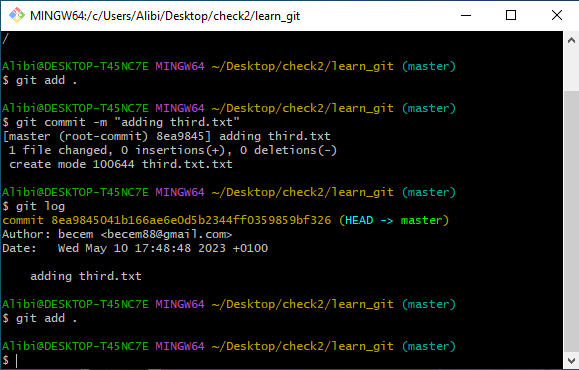 MINGW64:/c/Users/Alibi/Desktop/check2/learn_git
/
Alibi@DESKTOP-T45NC7E MINGW64 ~/Desktop/check2/learn_git (master)
$ git add .
Alibi@DESKTOP-T45NC7E MINGW64 ~/Desktop/check2/learn_git (master)
$ git commit -m "adding third.txt"
[master (root-commit) 8ea9845] adding third.txt
 1 file changed, 0 insertions(+), 0 deletions(-)
 create mode 100644 third.txt.txt
Alibi@DESKTOP-T45NC7E MINGW64 ~/Desktop/check2/learn_git (master)
$ git log
commit 8ea9845041b166ae6e0d5b2344ff0359859bf326 (HEAD -> master)
Author: becem <becem88@gmail.com>
Date:   Wed May 10 17:48:48 2023 +0100
    adding third.txt
Alibi@DESKTOP-T45NC7E MINGW64 ~/Desktop/check2/learn_git (master)
$ git add .
Alibi@DESKTOP-T45NC7E MINGW64 ~/Desktop/check2/learn_git (master)
$